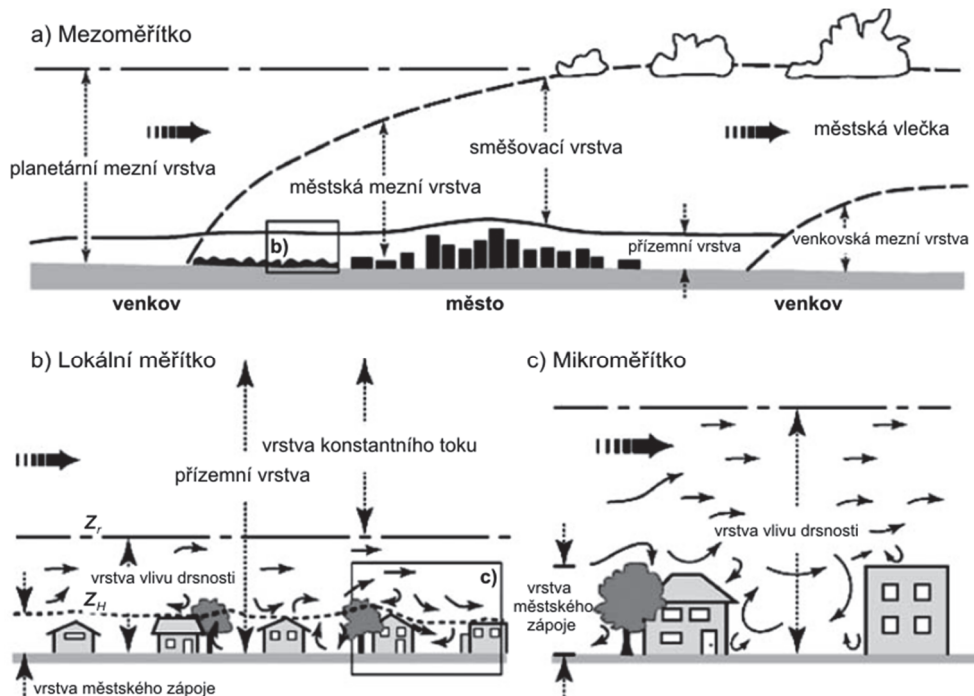 a) Mezoměřítko
městská vlečka
směšovací vrstva
planetární mezní vrstva
městská mezní vrstva
b)
přízemní vrstva
venkovská mezní vrstva
venkov
město
venkov
b) Lokální měřítko
vrstva konstantního toku
přízemní vrstva
zr
vrstva vlivu drsnosti
c)
zH
vrstva městského zápoje
c) Mikroměřítko
vrstva vlivu drsnosti
vrstva
městského
zápoje